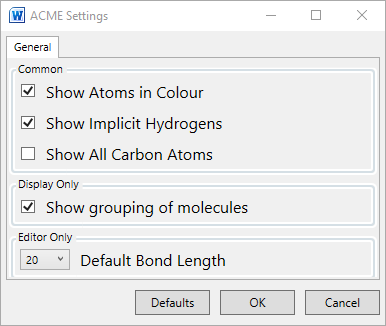 ACME Settings
General
Common
Show Atoms in Colour
Show Implicit Hydrogens
Show All Carbon Atoms
Display Only
Show grouping of molecules
Editor Only
20 Default Bond Length
Defaults OK Cancel